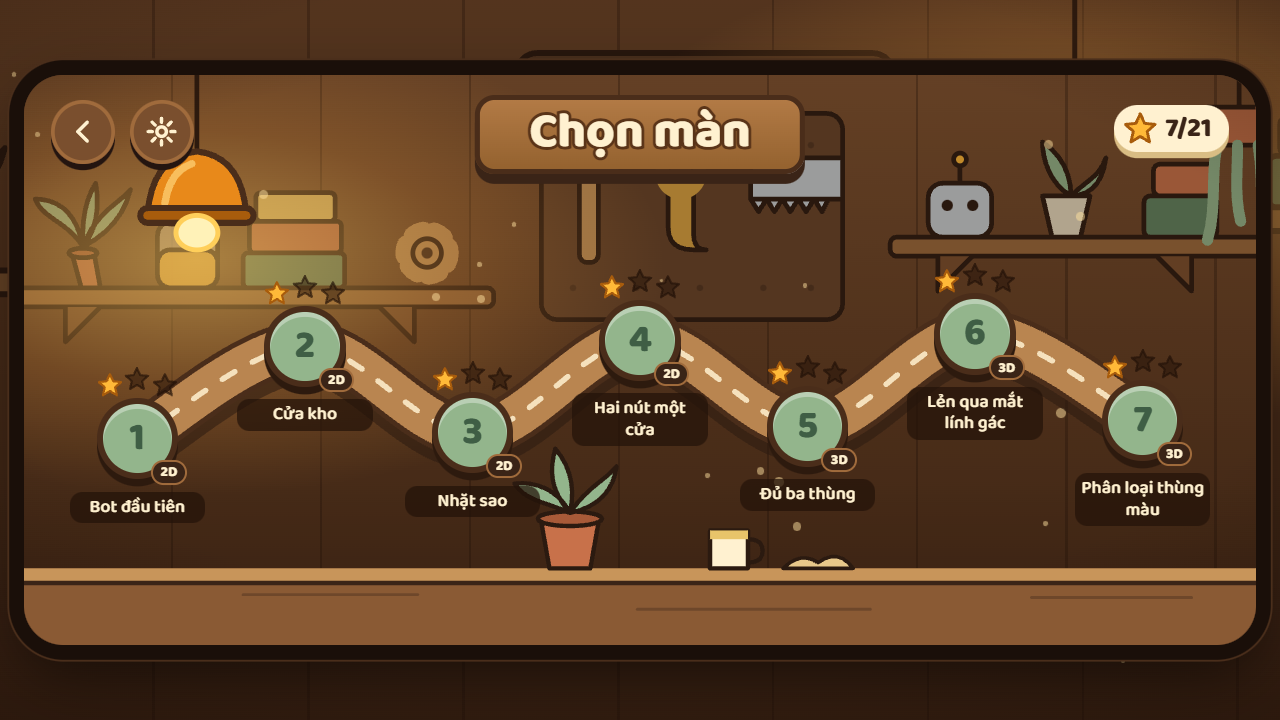 Chọn màn
7/21
1
2D
Bot đầu tiên
2
2D
Cửa kho
3
2D
Nhặt sao
4
2D
Hai nút một
cửa
5
3D
Đủ ba thùng
6
3D
Lẻn qua mắt
lính gác
7
3D
Phân loại thùng
màu